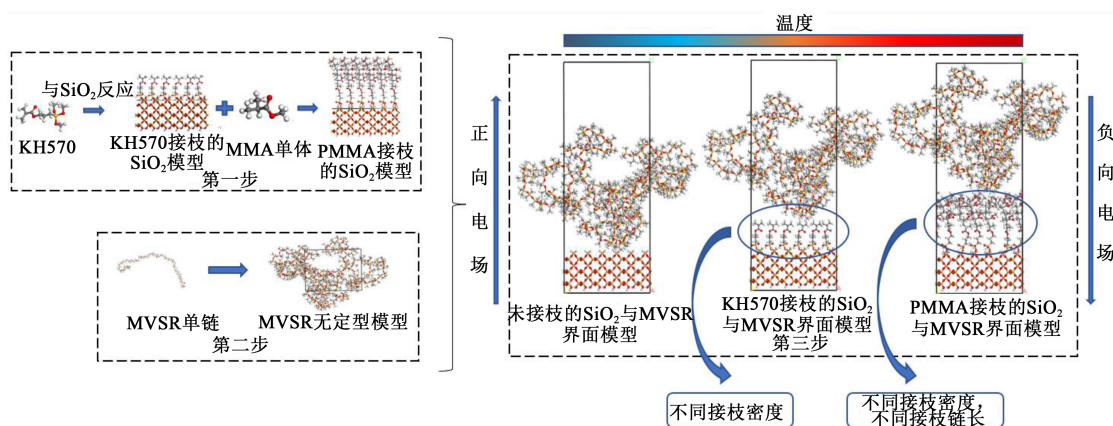 温度
与SiO₂反应
KH570
KH570接枝的
SiO₂模型
MMA单体
PMMA接枝
的SiO₂模型
第一步
MVSR单链
MVSR无定型模型
第二步
正向电场
负向电场
未接枝的SiO₂与MVSR
界面模型
KH570接枝的SiO₂
与MVSR界面模型
PMMA接枝的SiO₂
与MVSR界面模型
第三步
不同接枝密度
不同接枝密度,
不同接枝链长